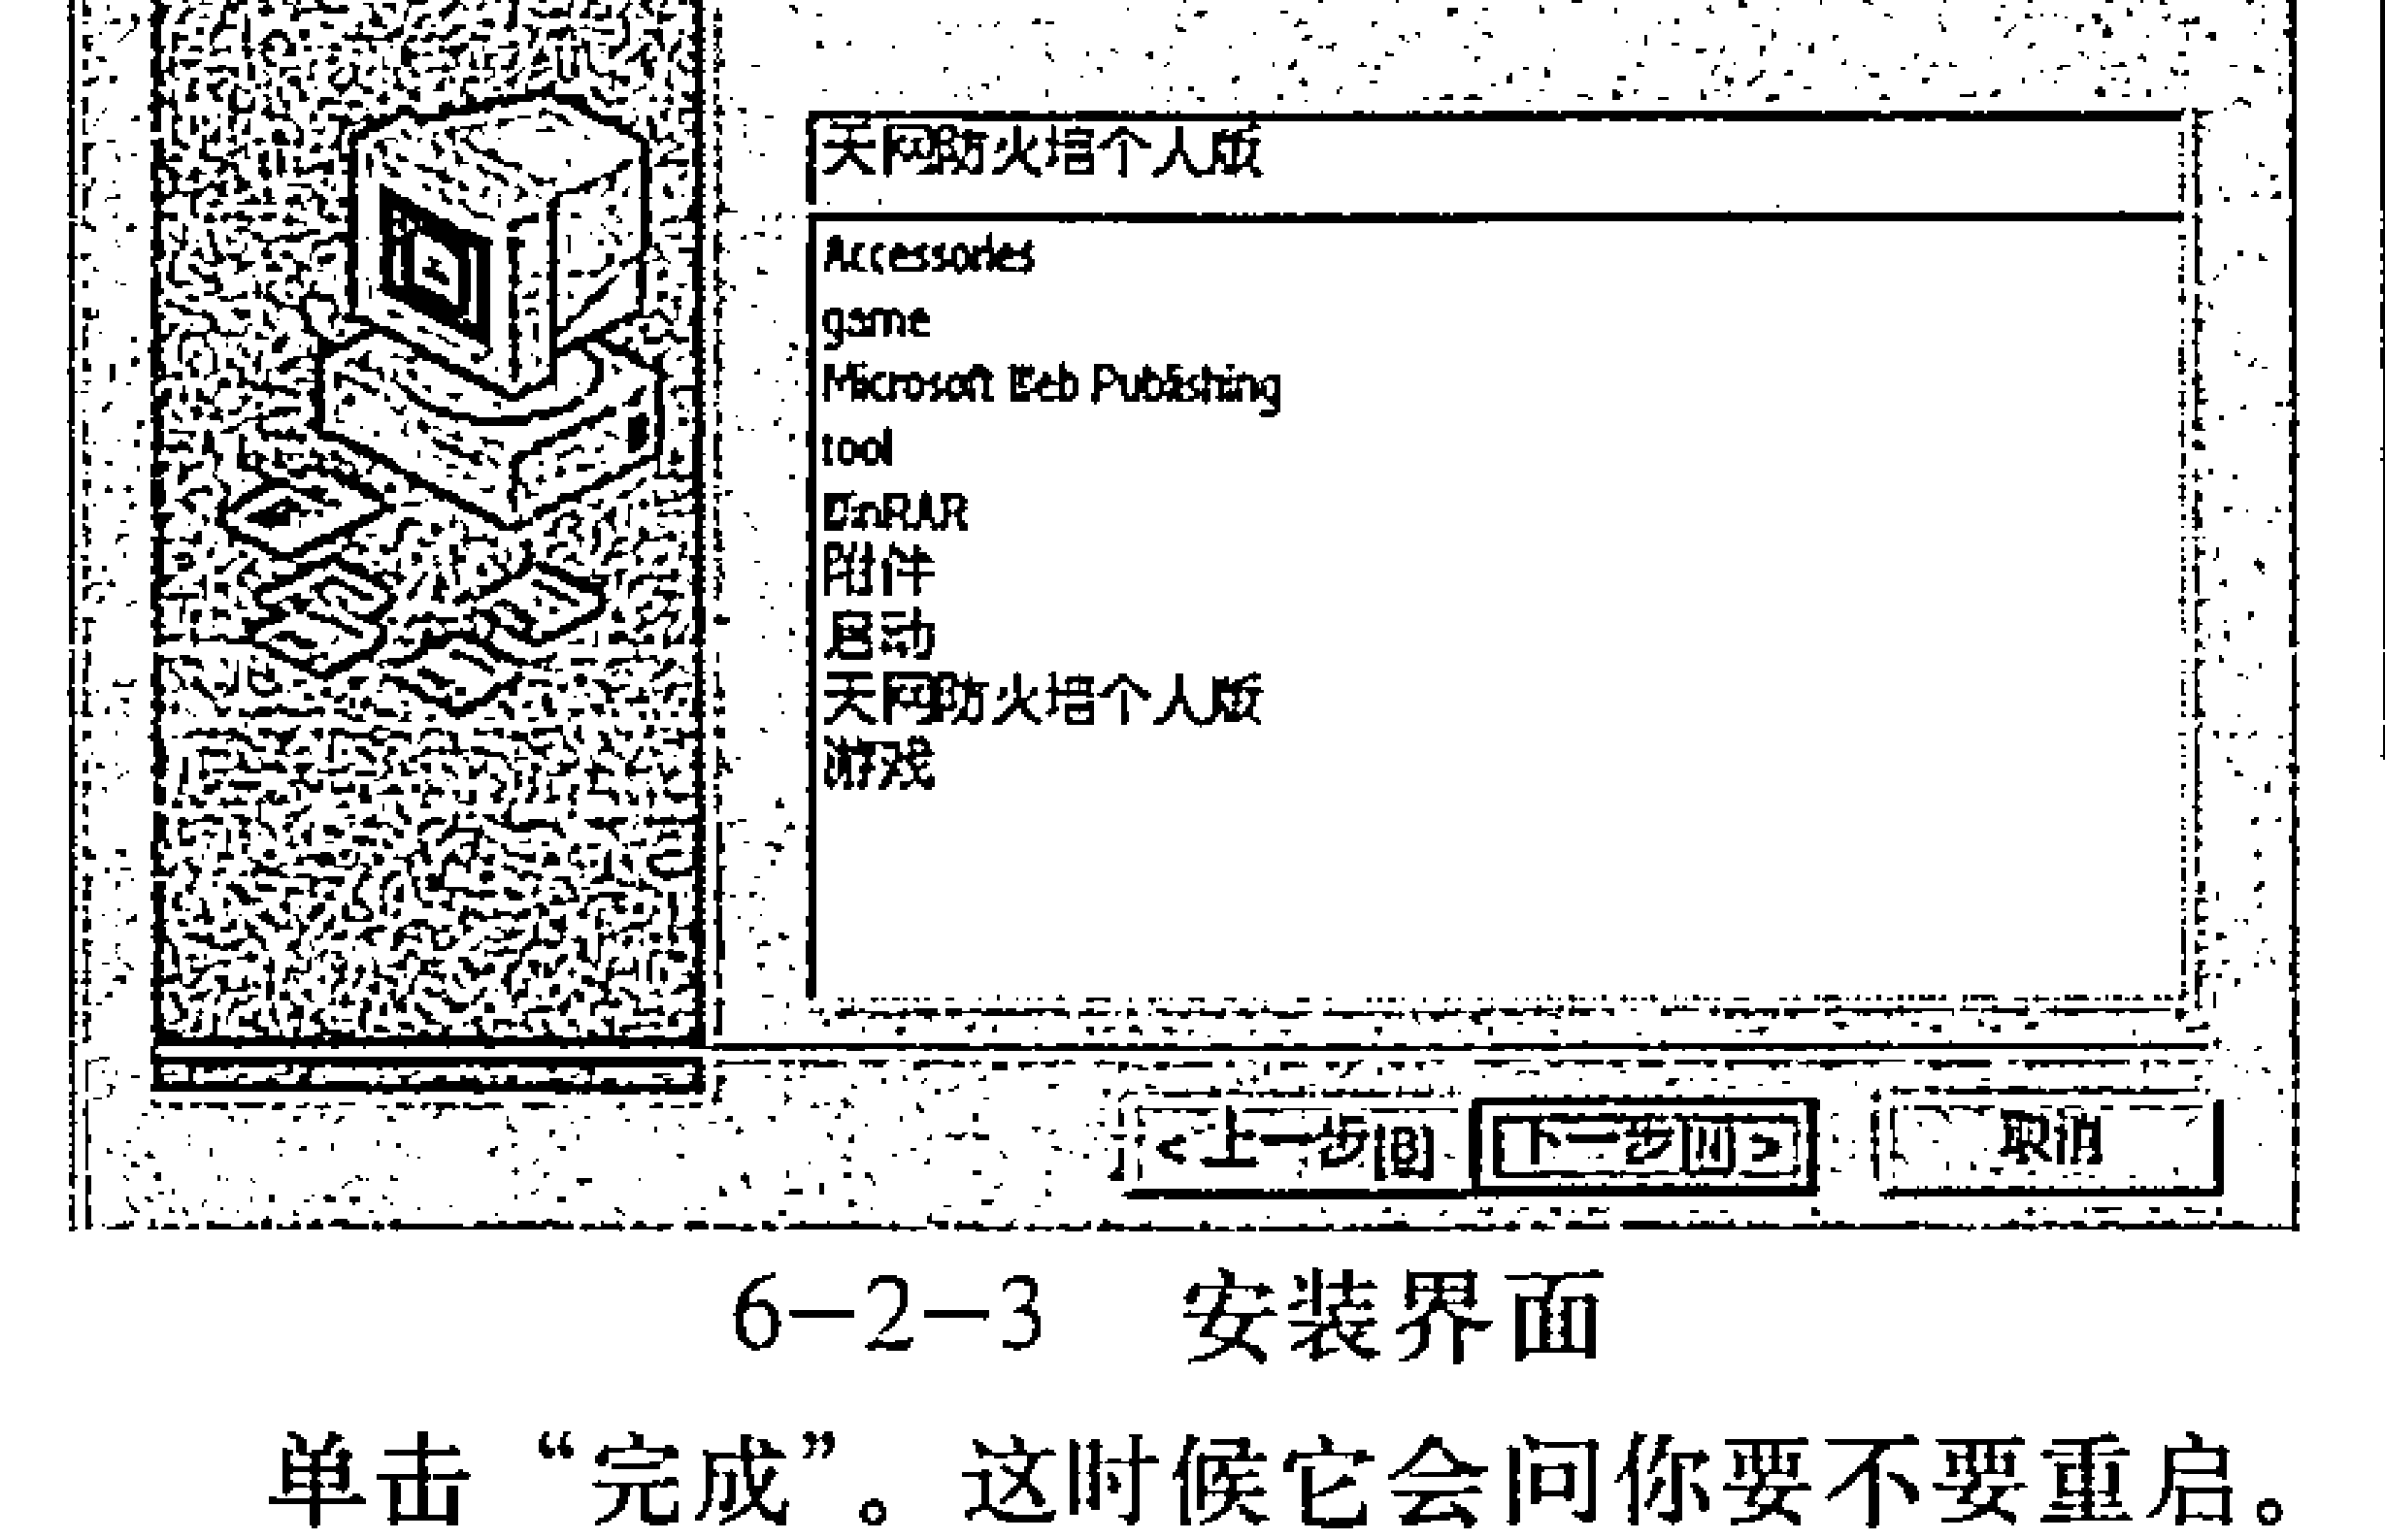 天网防火墙个人版
Accessories
game
Microsoft Web Publishing
tool
WinRAR
附件
启动
天网防火墙个人版
游戏
<上一步[B] 下一步[N]> 取消
6-2-3 安装界面
单击“完成”。这时候它会问你要不要重启。